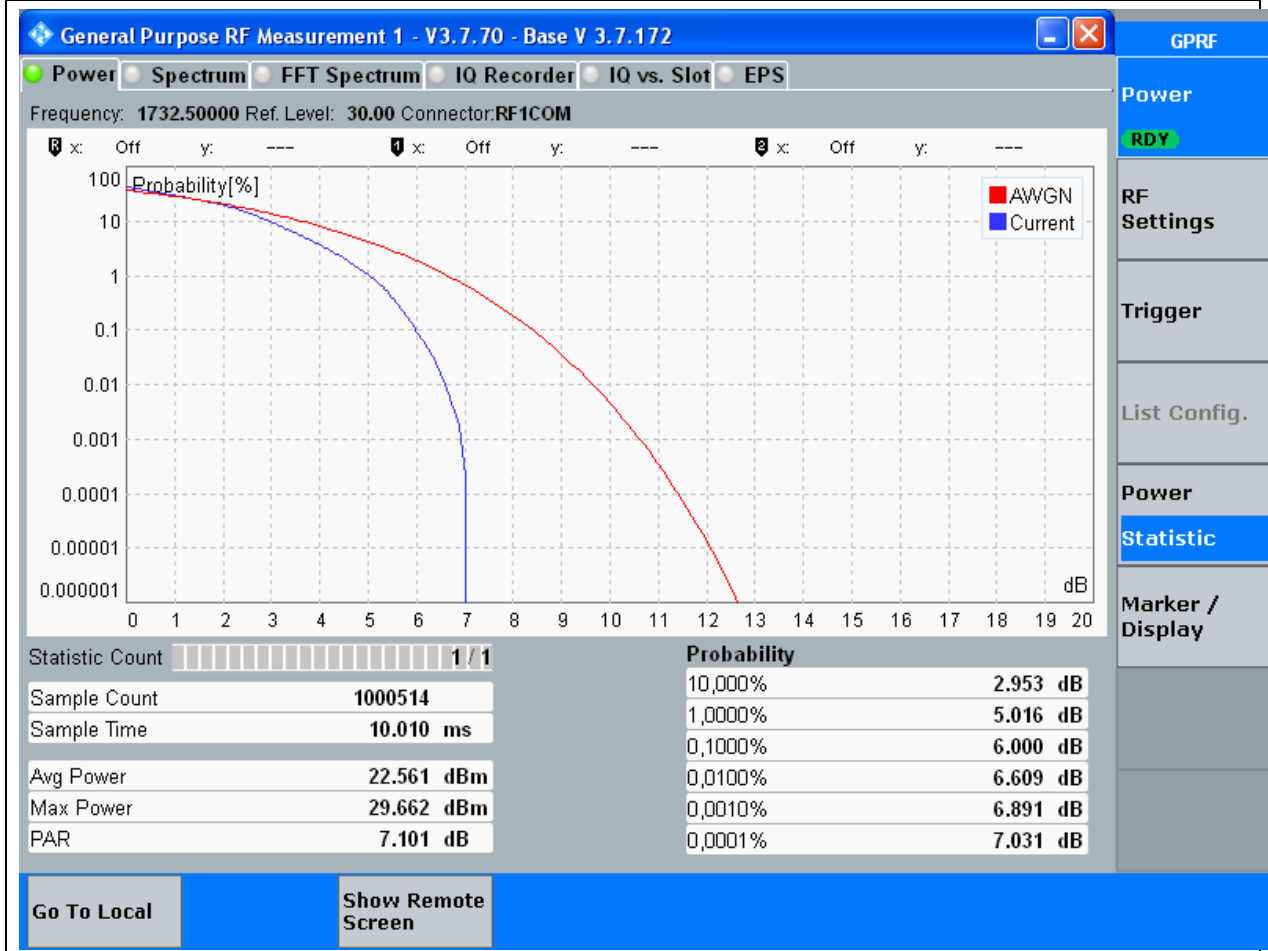 General Purpose RF Measurement 1 - V3.7.70 - Base V 3.7.172
GPRF
Power Spectrum FFT Spectrum IQ Recorder IQ vs. Slot EPS
Frequency: 1732.50000 Ref. Level: 30.00 Connector:RF1COM
R x: Off y: --- 1 x: Off y: --- 2 x: Off y: ---
Probability[%]
AWGN
Current
100
10
1
0.1
0.01
0.001
0.0001
0.00001
0.000001
dB
0 1 2 3 4 5 6 7 8 9 10 11 12 13 14 15 16 17 18 19 20
Statistic Count 1 / 1
Sample Count 1000514
Sample Time 10.010 ms
Avg Power 22.561 dBm
Max Power 29.662 dBm
PAR 7.101 dB
Probability
10,000% 2.953 dB
1,0000% 5.016 dB
0,1000% 6.000 dB
0,0100% 6.609 dB
0,0010% 6.891 dB
0,0001% 7.031 dB
Power
RDY
RF
Settings
Trigger
List Config.
Power
Statistic
Marker /
Display
Go To Local
Show Remote
Screen